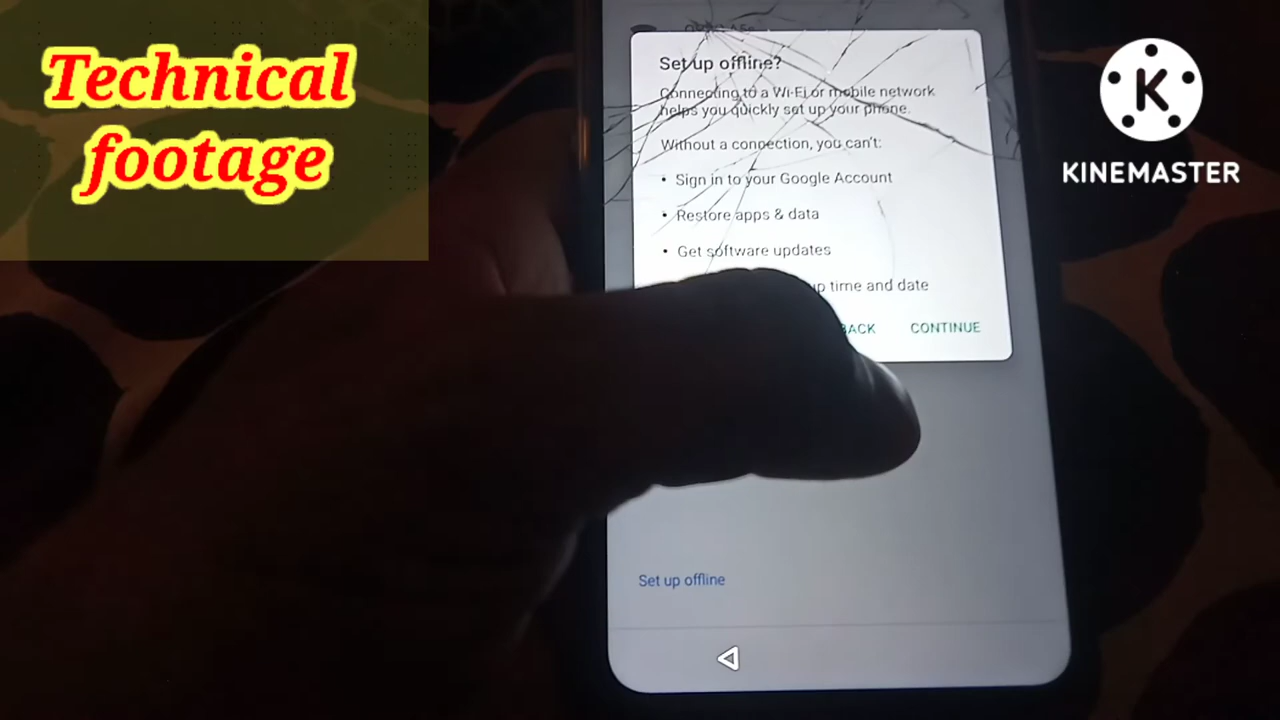 Technical
footage
KINEMASTER
Set up offline?
Connecting to a Wi-Fi or mobile network
helps you quickly set up your phone.
Without a connection, you can't:
• Sign in to your Google Account
• Restore apps & data
• Get software updates
up time and date
BACK CONTINUE
Set up offline